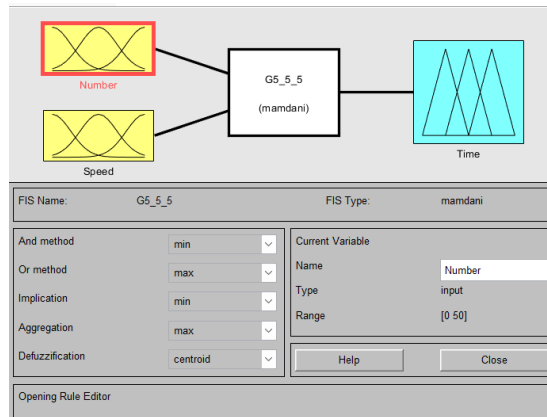 Number
G5_5_5
(mamdani)
Speed
Time
FIS Name: G5_5_5 FIS Type: mamdani
And method min
Or method max
Implication min
Aggregation max
Defuzzification centroid
Current Variable
Name Number
Type input
Range [0 50]
Help Close
Opening Rule Editor